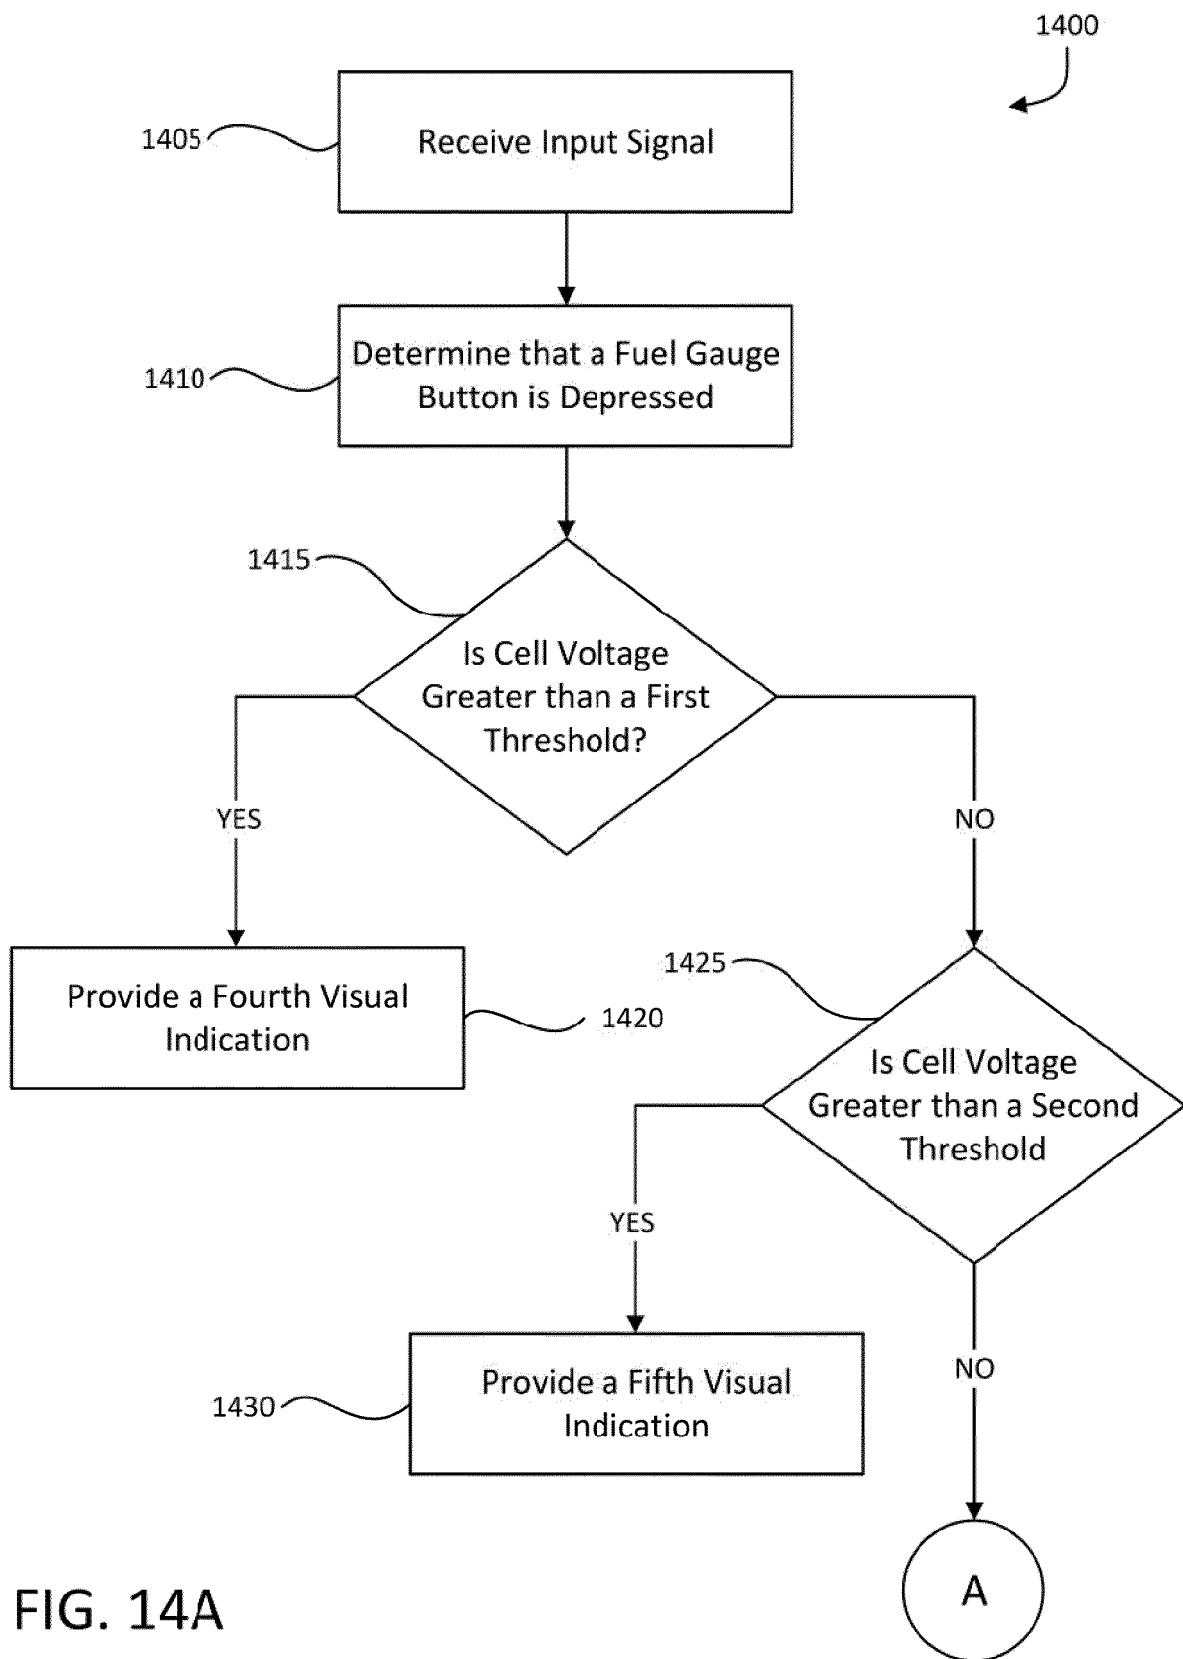 1400
1405
Receive Input Signal
1410
Determine that a Fuel Gauge
Button is Depressed
1415
Is Cell Voltage
Greater than a First
Threshold?
YES
NO
Provide a Fourth Visual
Indication
1420
1425
Is Cell Voltage
Greater than a Second
Threshold
YES
NO
1430
Provide a Fifth Visual
Indication
A
FIG. 14A